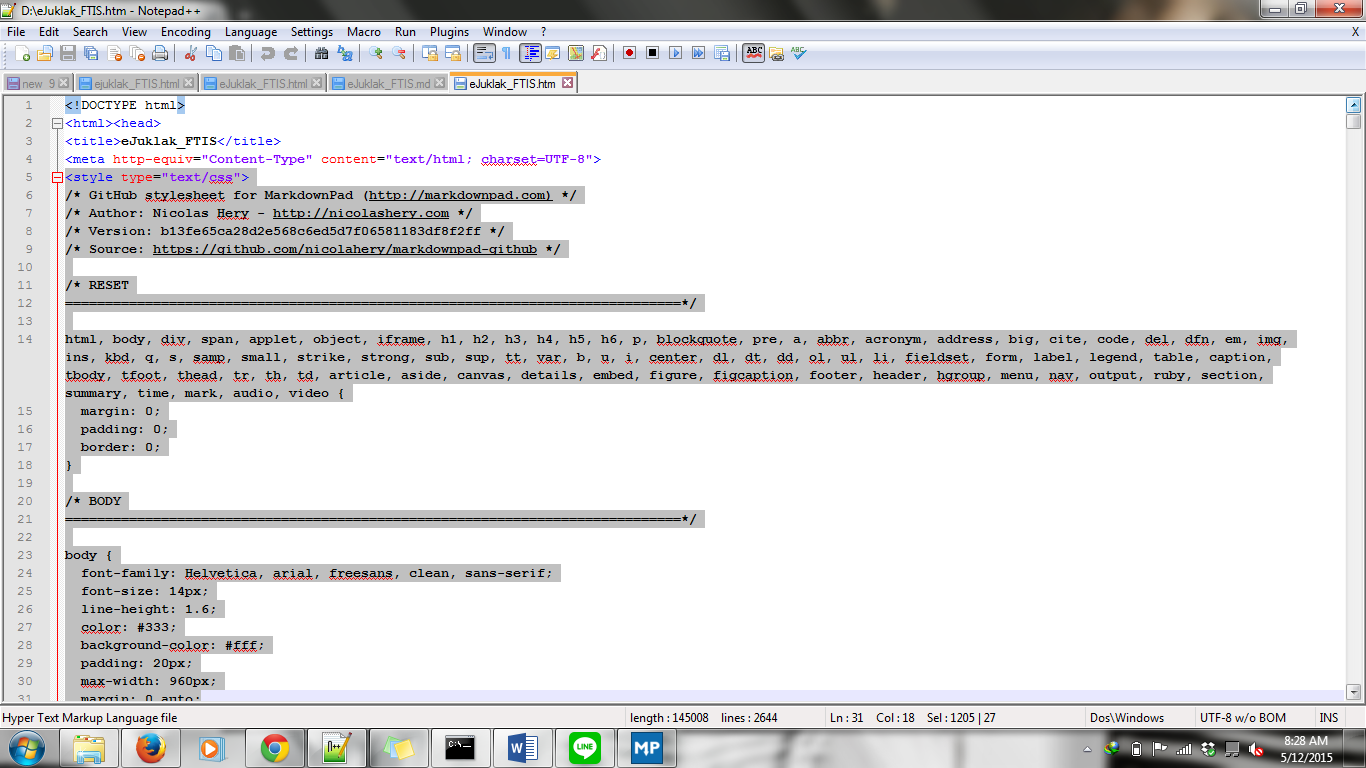 D:\eJuklak_FTIS.htm - Notepad++
File Edit Search View Encoding Language Settings Macro Run Plugins Window ? X
new 9 ejuklak_FTIS.html eJuklak_FTIS.html eJuklak_FTIS.md eJuklak_FTIS.htm
1 <!DOCTYPE html>
2 <html><head>
3 <title>eJuklak_FTIS</title>
4 <meta http-equiv="Content-Type" content="text/html; charset=UTF-8">
5 <style type="text/css">
6 /* GitHub stylesheet for MarkdownPad (http://markdownpad.com) */
7 /* Author: Nicolas Hery - http://nicolashery.com */
8 /* Version: b13fe65ca28d2e568c6ed5d7f06581183df8f2ff */
9 /* Source: https://github.com/nicolahery/markdownpad-github */
10
11 /* RESET
12 =============================================================================*/
13
14 html, body, div, span, applet, object, iframe, h1, h2, h3, h4, h5, h6, p, blockquote, pre, a, abbr, acronym, address, big, cite, code, del, dfn, em, img,
ins, kbd, q, s, samp, small, strike, strong, sub, sup, tt, var, b, u, i, center, dl, dt, dd, ol, ul, li, fieldset, form, label, legend, table, caption,
tbody, tfoot, thead, tr, th, td, article, aside, canvas, details, embed, figure, figcaption, footer, header, hgroup, menu, nav, output, ruby, section,
summary, time, mark, audio, video {
15 margin: 0;
16 padding: 0;
17 border: 0;
18 }
19
20 /* BODY
21 =============================================================================*/
22
23 body {
24 font-family: Helvetica, arial, freesans, clean, sans-serif;
25 font-size: 14px;
26 line-height: 1.6;
27 color: #333;
28 background-color: #fff;
29 padding: 20px;
30 max-width: 960px;
31 margin: 0 auto;
Hyper Text Markup Language file length : 145008 lines : 2644 Ln : 31 Col : 18 Sel : 1205 | 27 Dos\Windows UTF-8 w/o BOM INS
8:28 AM
5/12/2015